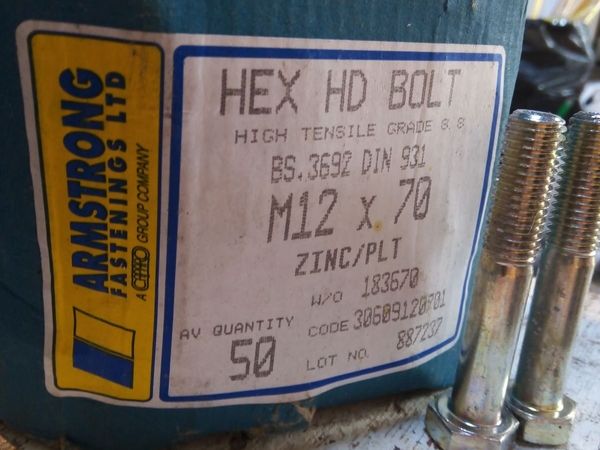 ARMSTRONG
FASTENINGS LTD
A GROUP COMPANY
HEX HD BOLT
HIGH TENSILE GRADE 8.8
BS.3692 DIN 931
M12 x 70
ZINC/PLT
W/O 183670
AV QUANTITY
50
CODE
LOT NO. 887237